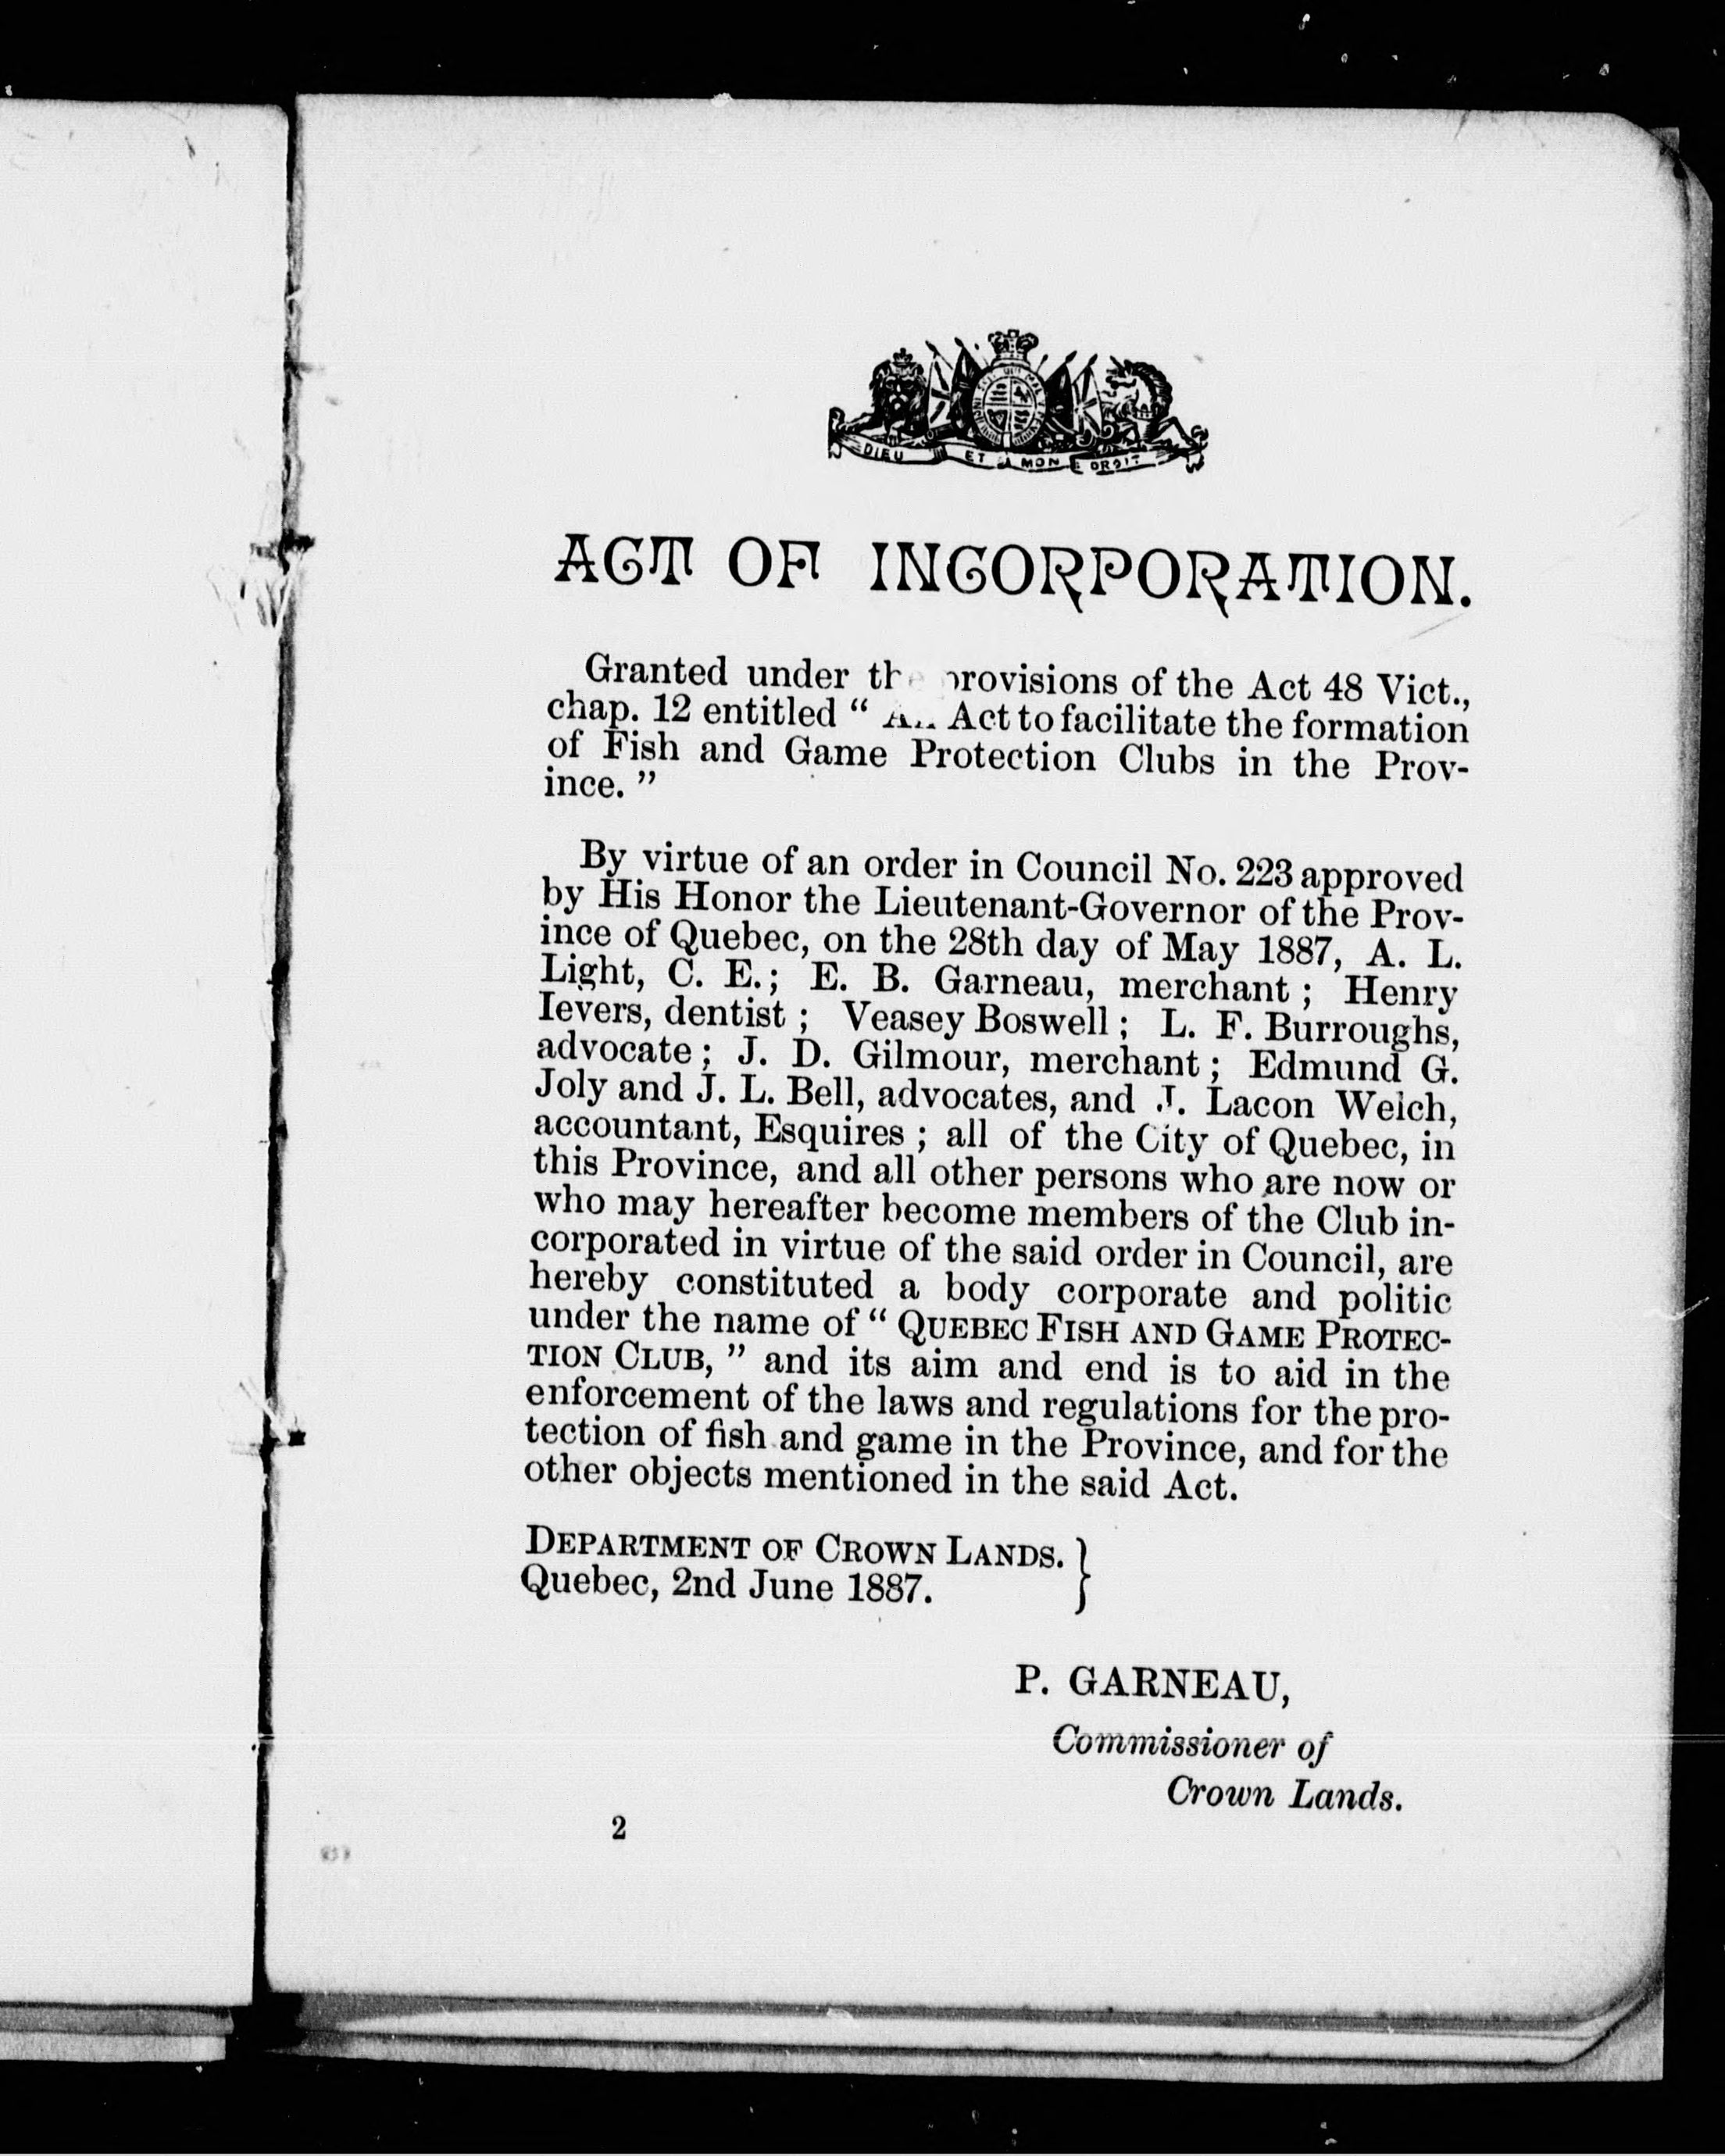 DIEU ET MON DROIT
ACT OF INCORPORATION.
Granted under the provisions of the Act 48 Vict.,
chap. 12 entitled “ An Act to facilitate the formation
of Fish and Game Protection Clubs in the Prov-
ince. ”
By virtue of an order in Council No. 223 approved
by His Honor the Lieutenant-Governor of the Prov-
ince of Quebec, on the 28th day of May 1887, A. L.
Light, C. E.; E. B. Garneau, merchant ; Henry
Ievers, dentist ; Veasey Boswell ; L. F. Burroughs,
advocate ; J. D. Gilmour, merchant ; Edmund G.
Joly and J. L. Bell, advocates, and J. Lacon Welch,
accountant, Esquires ; all of the City of Quebec, in
this Province, and all other persons who are now or
who may hereafter become members of the Club in-
corporated in virtue of the said order in Council, are
hereby constituted a body corporate and politic
under the name of “ QUEBEC FISH AND GAME PROTEC-
TION CLUB, ” and its aim and end is to aid in the
enforcement of the laws and regulations for the pro-
tection of fish and game in the Province, and for the
other objects mentioned in the said Act.
DEPARTMENT OF CROWN LANDS. }
Quebec, 2nd June 1887.
P. GARNEAU,
Commissioner of
Crown Lands.
2